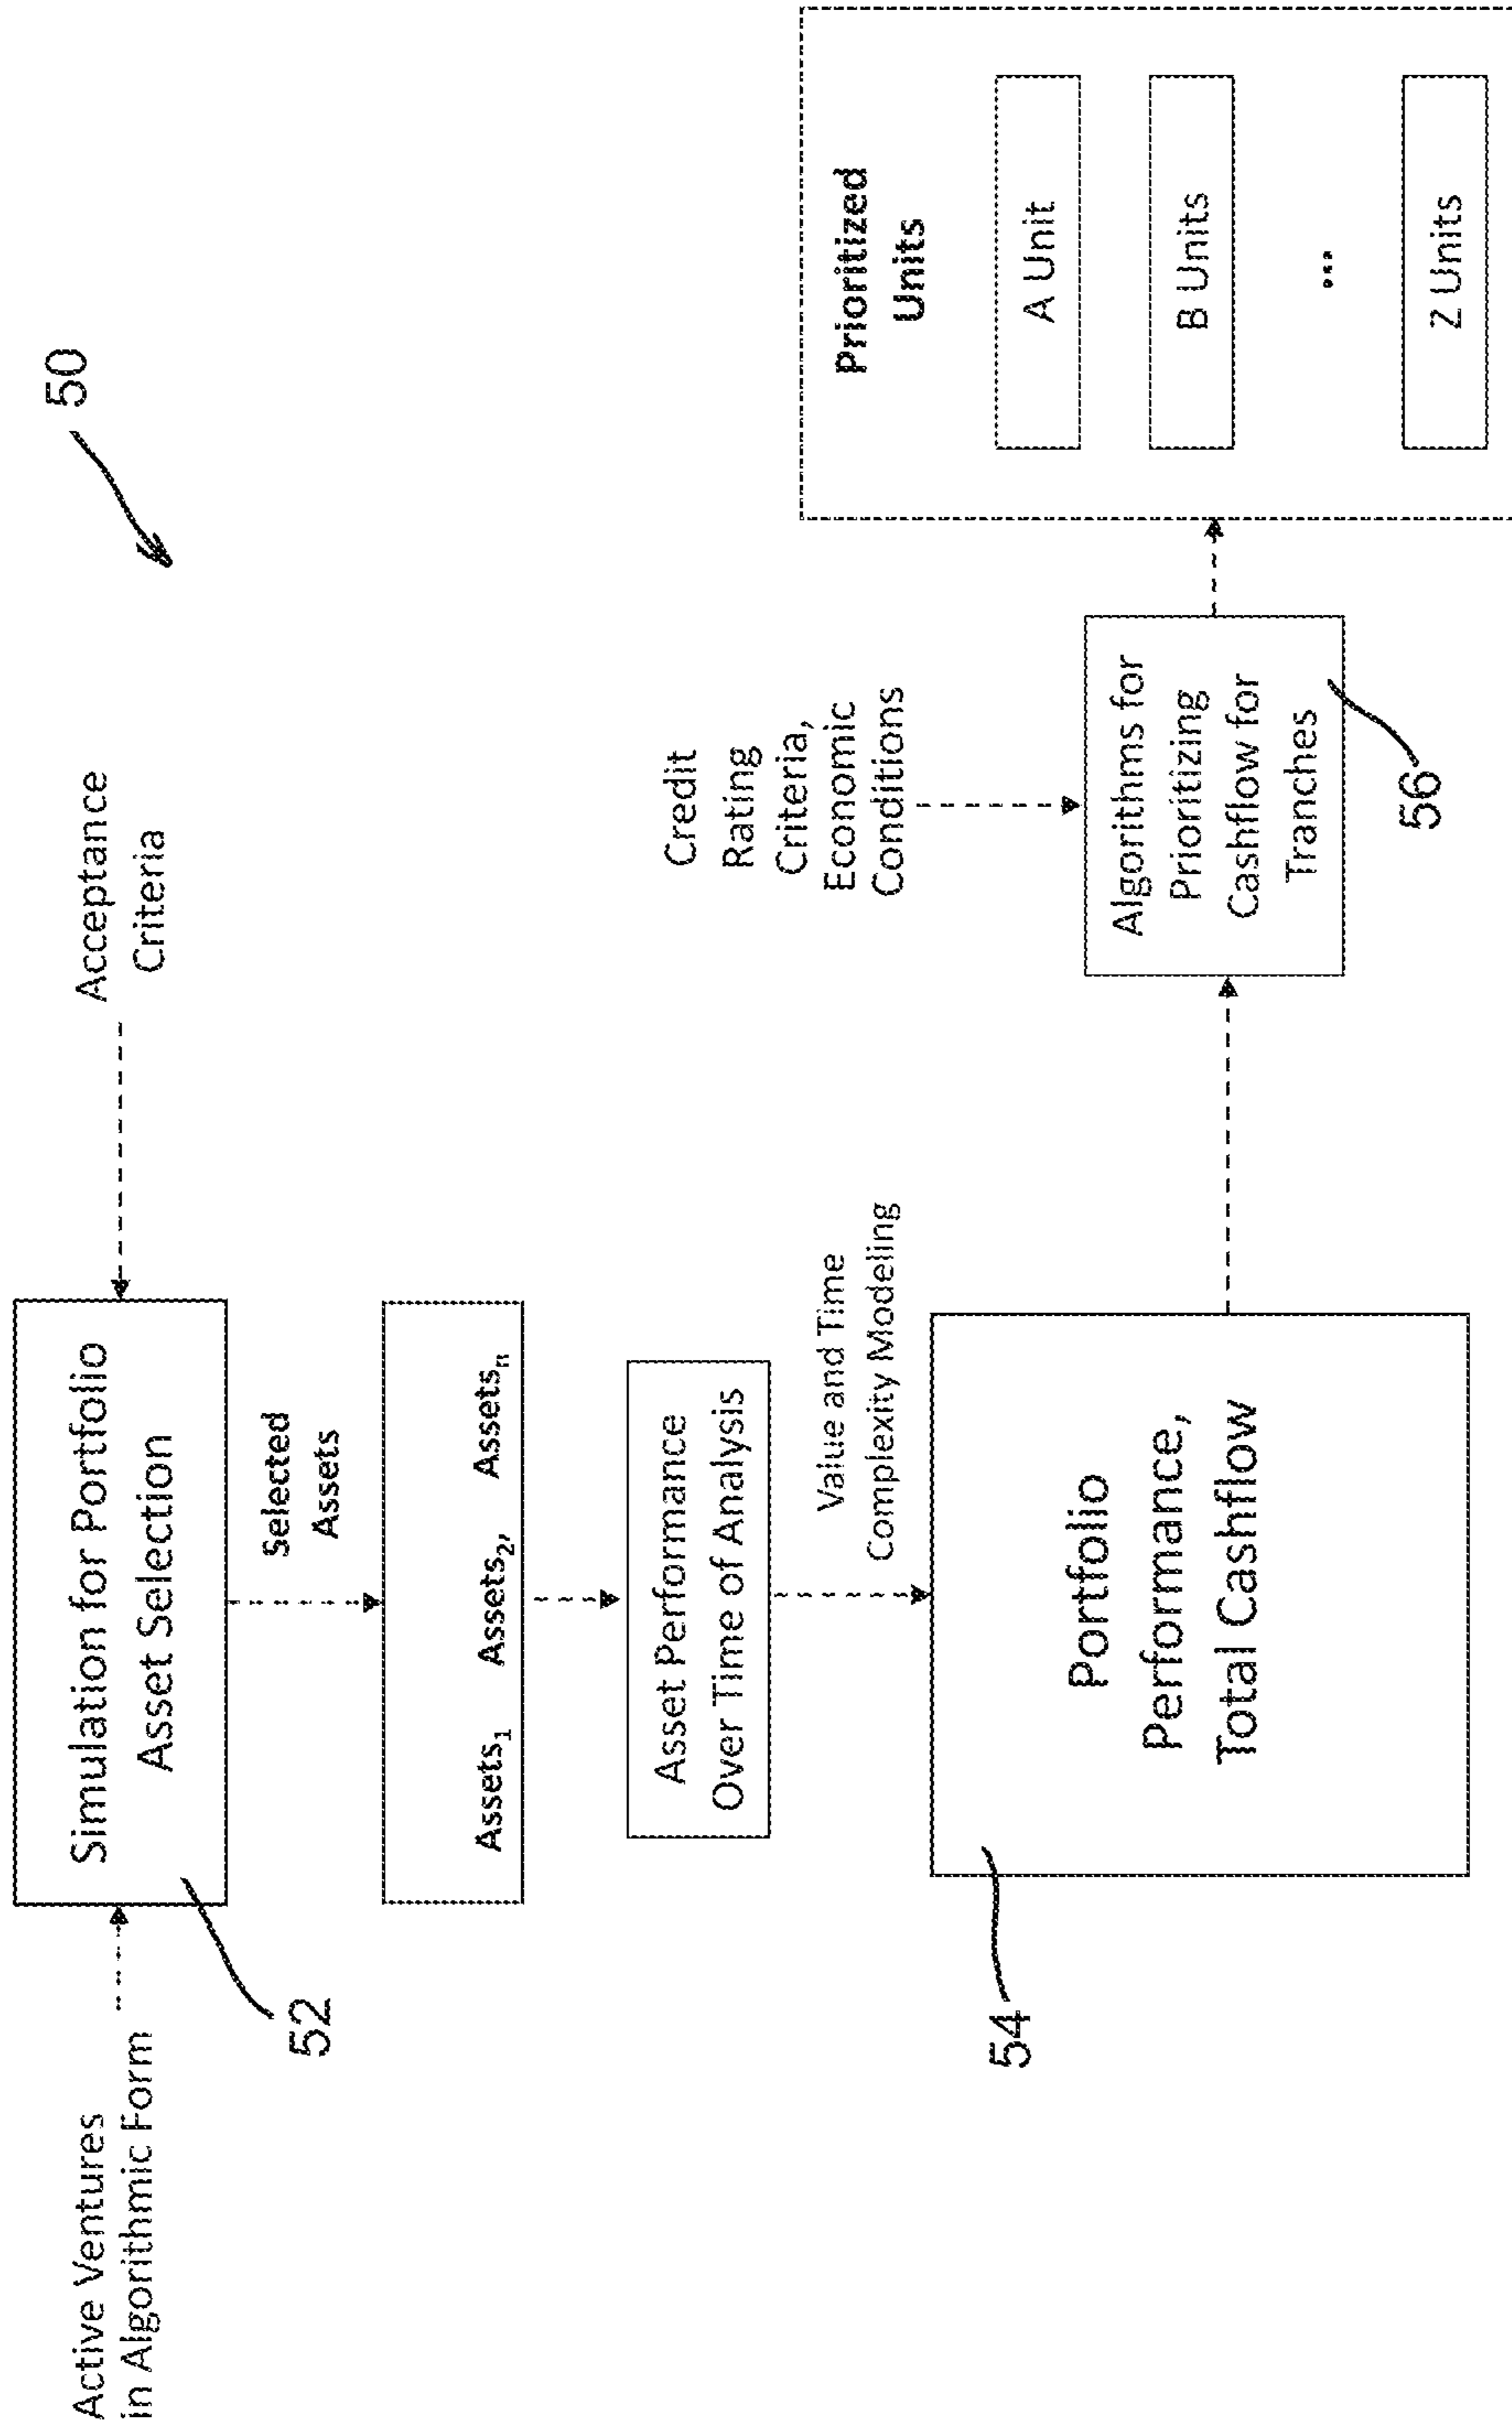 50
Active Ventures
in Algorithmic Form
Simulation for Portfolio
Asset Selection
Acceptance
Criteria
52
Selected
Assets
Assets₁ Assets₂, Assetsₙ
Asset Performance
Over Time of Analysis
Value and Time
Complexity Modeling
54
Portfolio
Performance,
Total Cashflow
Credit
Rating
Criteria,
Economic
Conditions
Algorithms for
Prioritizing
Cashflow for
Tranches
56
Prioritized
Units
A Unit
B Units
...
Z Units